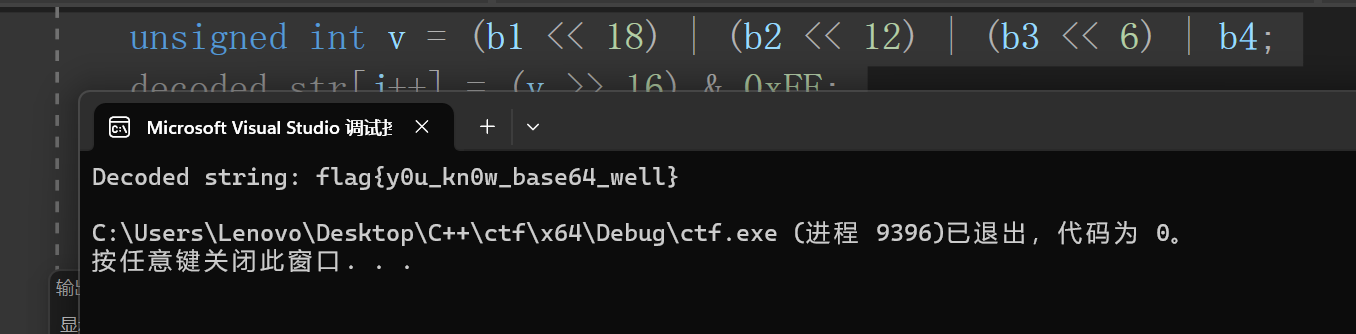 unsigned int v = (b1 << 18) | (b2 << 12) | (b3 << 6) | b4;
decoded_str[j++] = (v >> 16) & 0xFF;
Microsoft Visual Studio 调试
Decoded string: flag{y0u_kn0w_base64_well}
C:\Users\Lenovo\Desktop\C++\ctf\x64\Debug\ctf.exe (进程 9396)已退出，代码为 0。
按任意键关闭此窗口. . .
输出